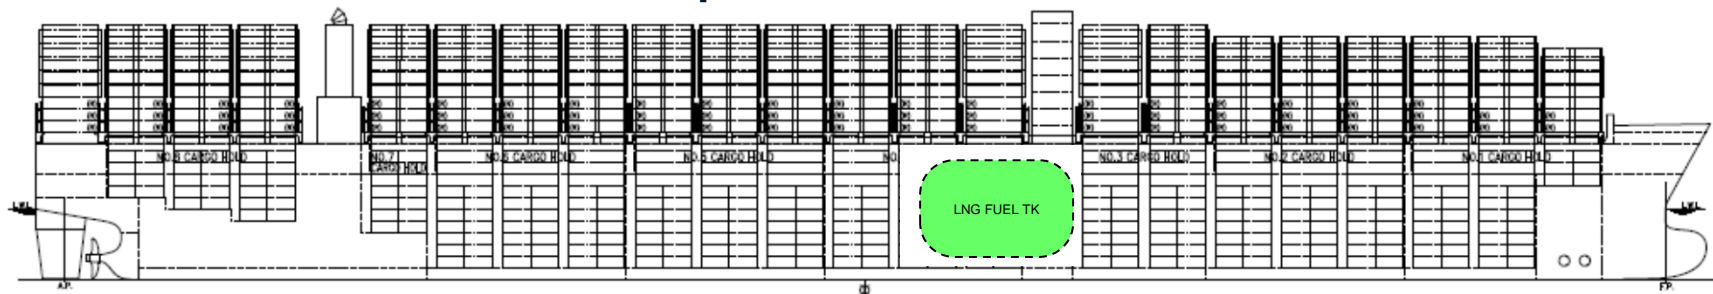 NO.8 CARGO HOLD
NO.7
CARGO HOLD
NO.6 CARGO HOLD
NO.5 CARGO HOLD
NO.
NO.3 CARGO HOLD
NO.2 CARGO HOLD
NO.1 CARGO HOLD
LNG FUEL TK
A.P.
F.P.